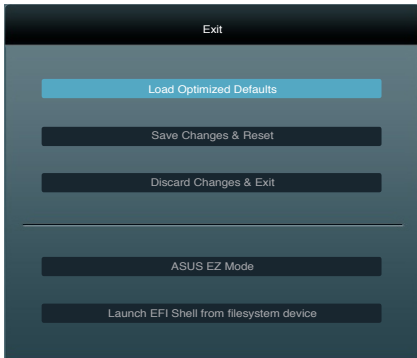 Exit
Load Optimized Defaults
Save Changes & Reset
Discard Changes & Exit
ASUS EZ Mode
Launch EFI Shell from filesystem device